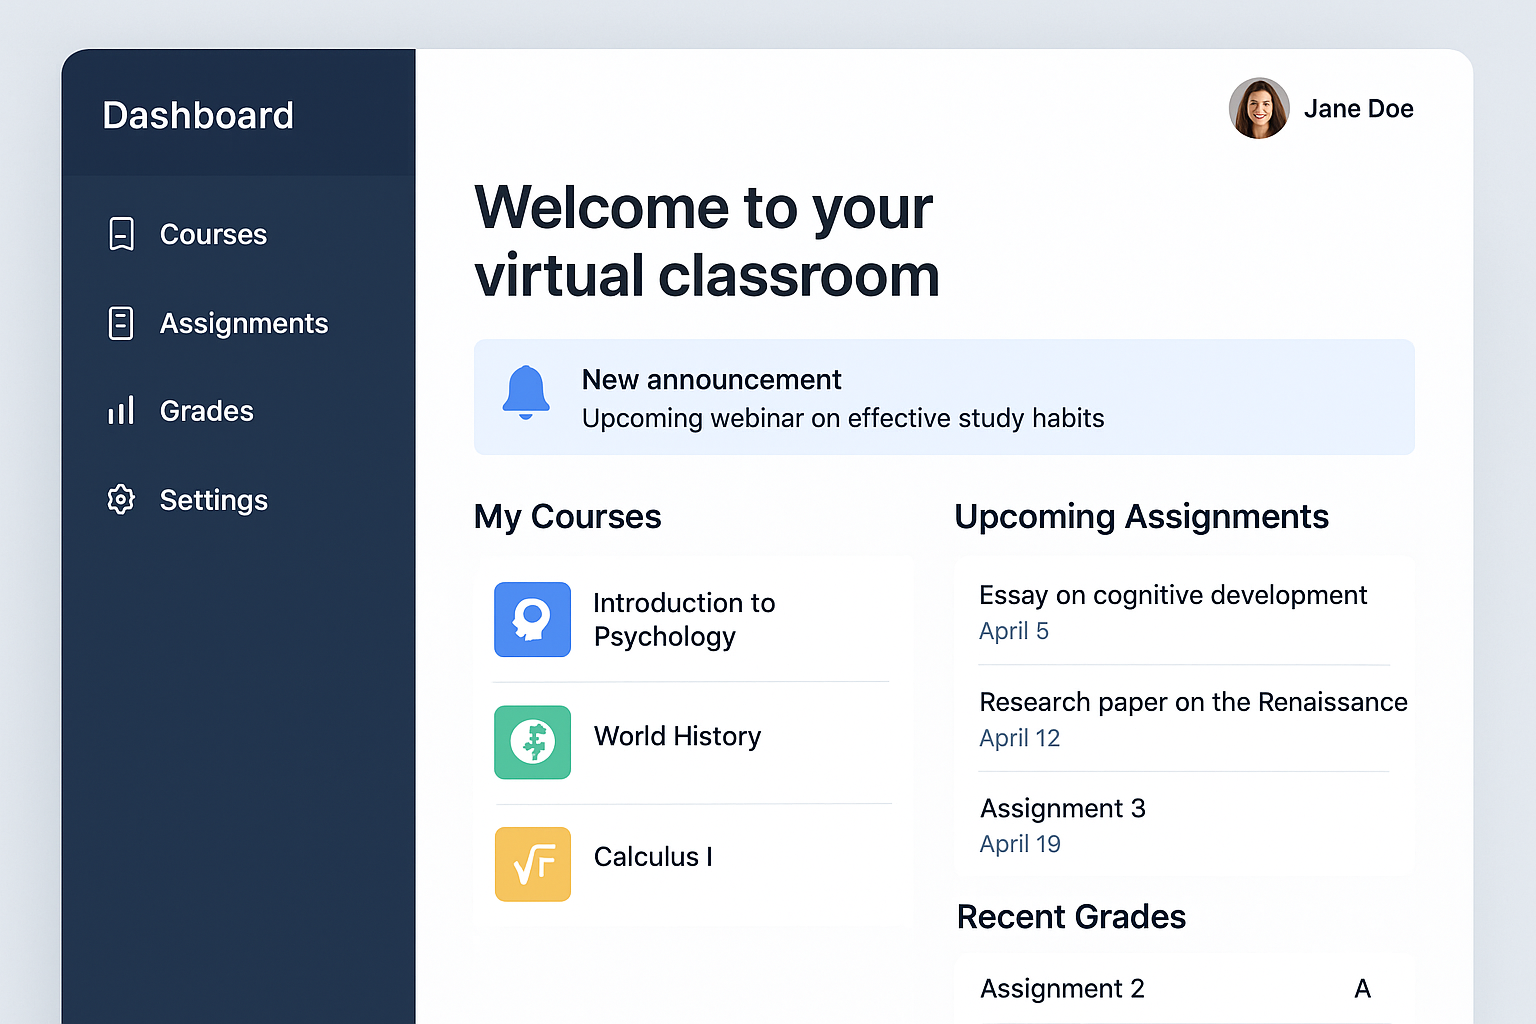 Dashboard
Courses
Assignments
Grades
Settings
Jane Doe
Welcome to your
virtual classroom
New announcement
Upcoming webinar on effective study habits
My Courses
Introduction to
Psychology
World History
Calculus I
Upcoming Assignments
Essay on cognitive development
April 5
Research paper on the Renaissance
April 12
Assignment 3
April 19
Recent Grades
Assignment 2 A